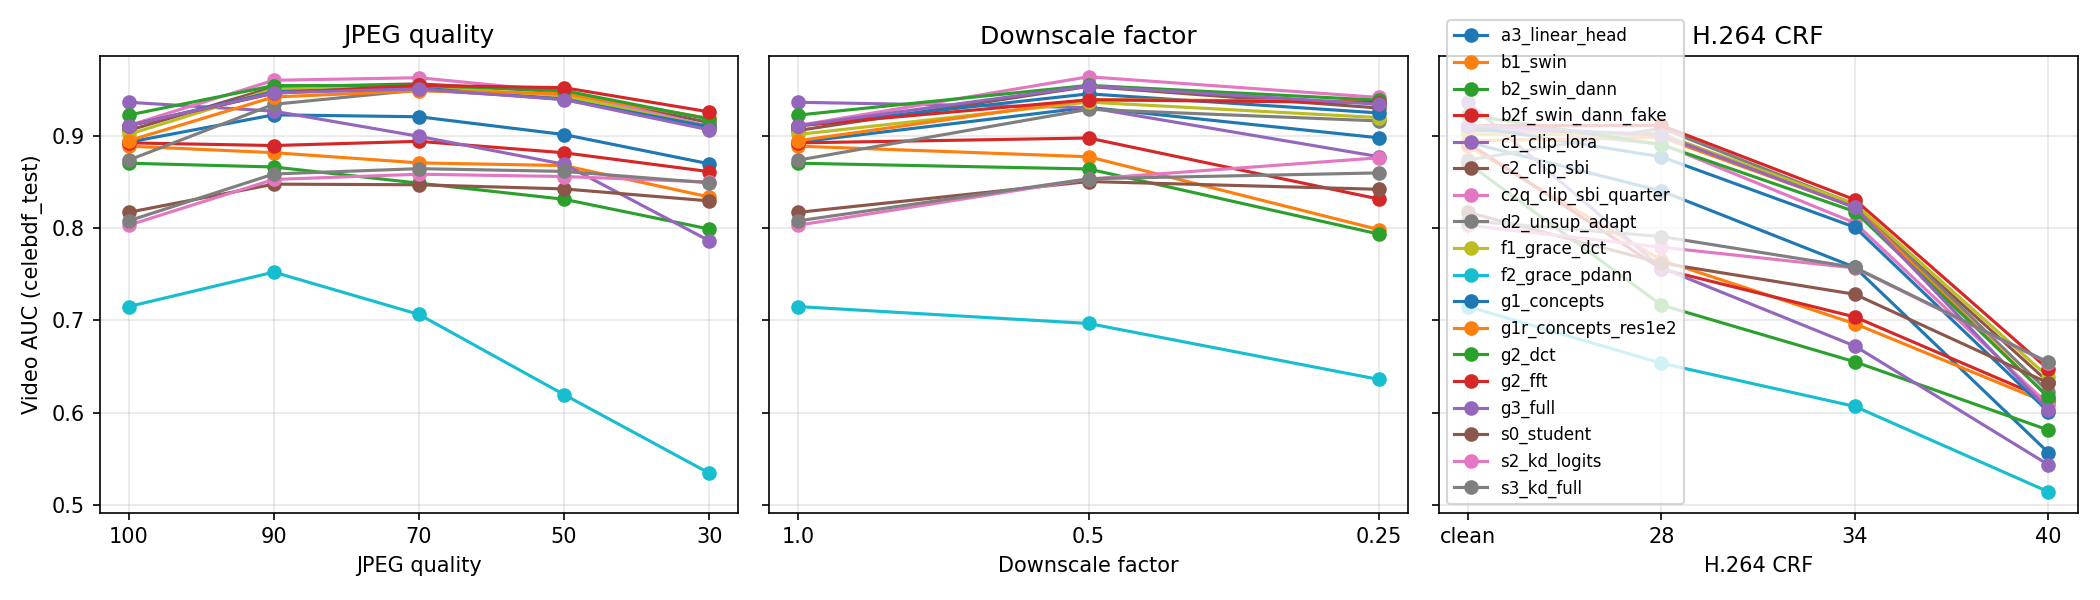 JPEG quality
Downscale factor
H.264 CRF
Video AUC (celebdf_test)
0.9
0.8
0.7
0.6
0.5
100 90 70 50 30
JPEG quality
1.0 0.5 0.25
Downscale factor
a3_linear_head
b1_swin
b2_swin_dann
b2f_swin_dann_fake
c1_clip_lora
c2_clip_sbi
c2q_clip_sbi_quarter
d2_unsup_adapt
f1_grace_dct
f2_grace_pdann
g1_concepts
g1r_concepts_res1e2
g2_dct
g2_fft
g3_full
s0_student
s2_kd_logits
s3_kd_full
clean 28 34 40
H.264 CRF